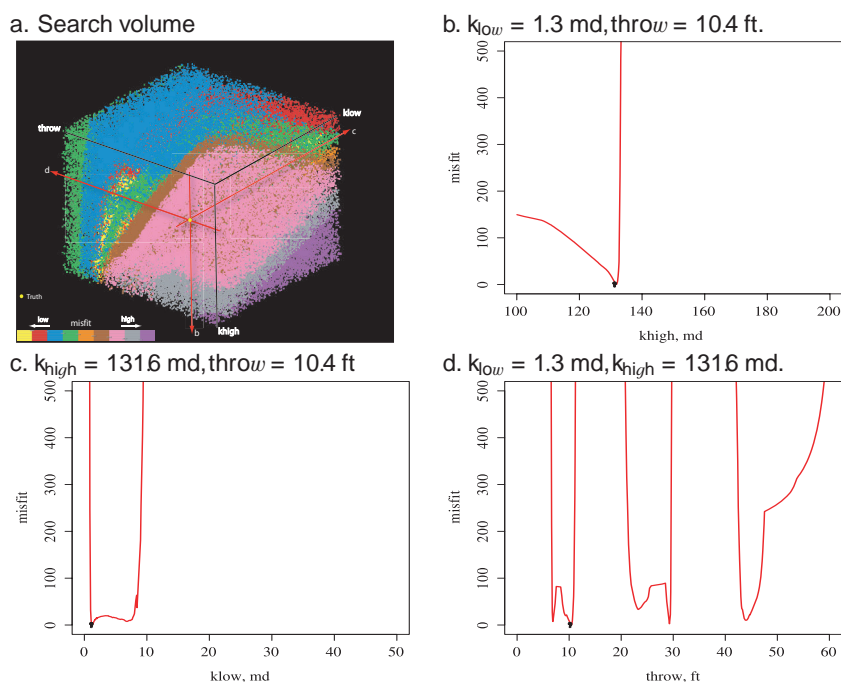 a. Search volume
throw
klow
c
d
Truth
low misfit high
khigh
b
b. klow = 1.3 md, throw = 10.4 ft.
500
400
300
200
100
0
misfit
100 120 140 160 180 200
khigh, md
c. khigh = 131.6 md, throw = 10.4 ft
500
400
300
200
100
0
misfit
0 10 20 30 40 50
klow, md
d. klow = 1.3 md, khigh = 131.6 md.
500
400
300
200
100
0
misfit
0 10 20 30 40 50 60
throw, ft